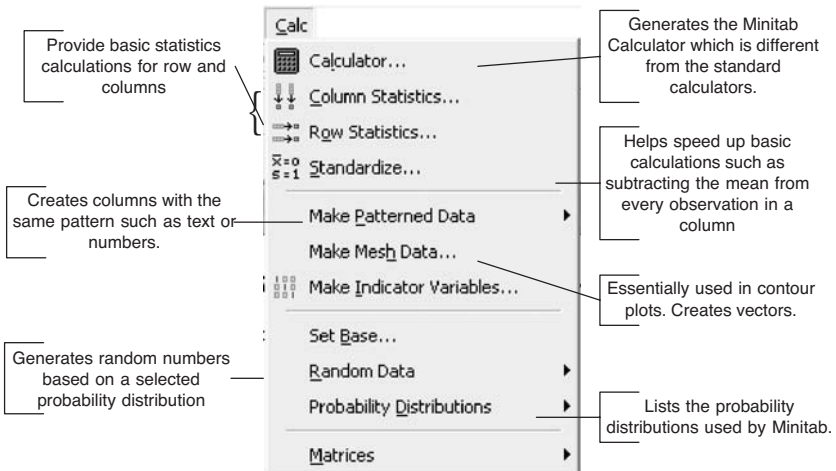 Calc
Provide basic statistics
calculations for row and
columns
Generates the Minitab
Calculator which is different
from the standard
calculators.
Calculator...
Column Statistics...
Row Statistics...
x=0
s=1 Standardize...
Helps speed up basic
calculations such as
subtracting the mean from
every observation in a
column
Creates columns with the
same pattern such as text or
numbers.
Make Patterned Data
Make Mesh Data...
Make Indicator Variables...
Essentially used in contour
plots. Creates vectors.
Set Base...
Generates random numbers
based on a selected
probability distribution
Random Data
Probability Distributions
Lists the probability
distributions used by Minitab.
Matrices